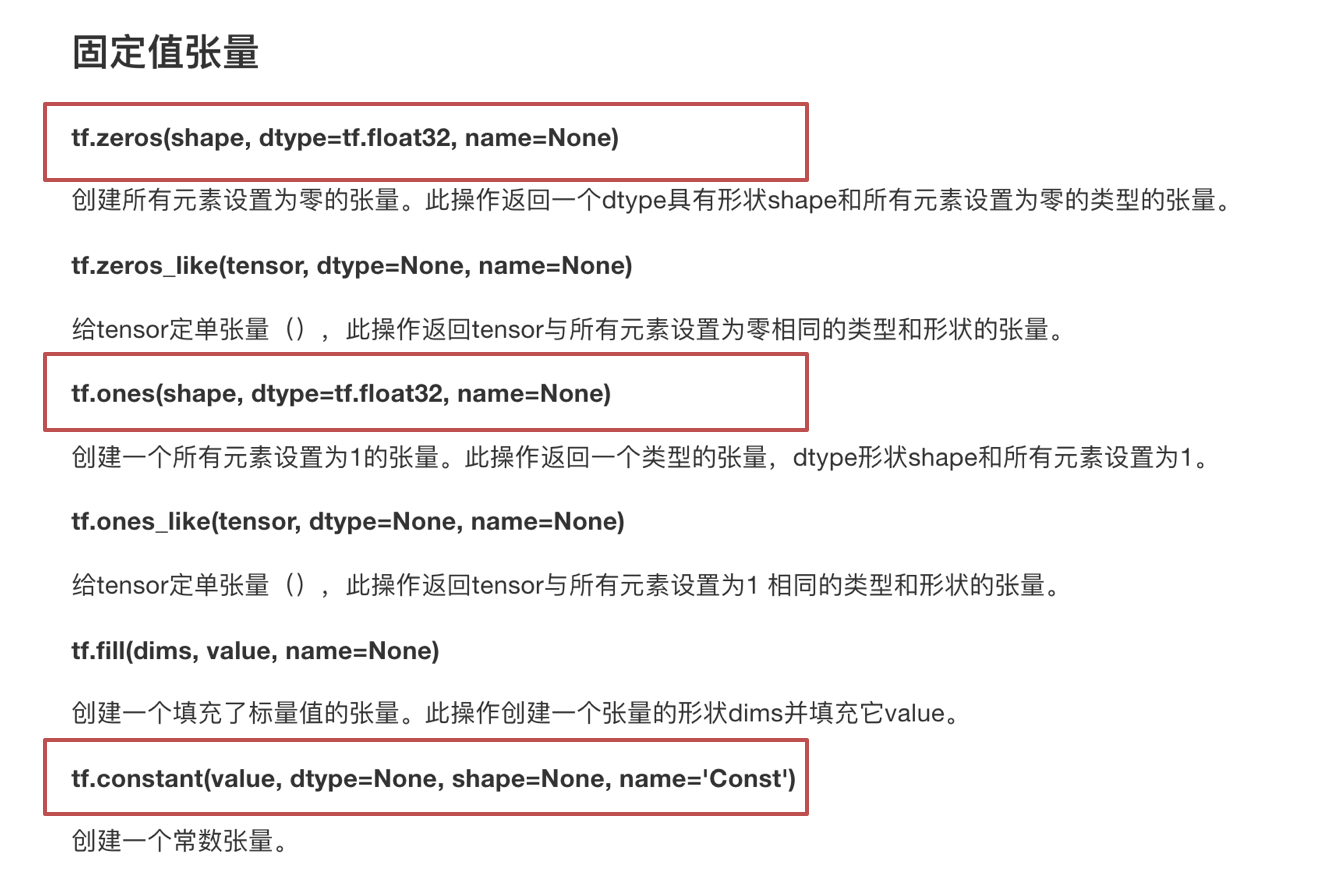 固定值张量
tf.zeros(shape, dtype=tf.float32, name=None)
创建所有元素设置为零的张量。此操作返回一个dtype具有形状shape和所有元素设置为零的类型的张量。
tf.zeros_like(tensor, dtype=None, name=None)
给tensor定单张量（），此操作返回tensor与所有元素设置为零相同的类型和形状的张量。
tf.ones(shape, dtype=tf.float32, name=None)
创建一个所有元素设置为1的张量。此操作返回一个类型的张量，dtype形状shape和所有元素设置为1。
tf.ones_like(tensor, dtype=None, name=None)
给tensor定单张量（），此操作返回tensor与所有元素设置为1 相同的类型和形状的张量。
tf.fill(dims, value, name=None)
创建一个填充了标量值的张量。此操作创建一个张量的形状dims并填充它value。
tf.constant(value, dtype=None, shape=None, name='Const')
创建一个常数张量。